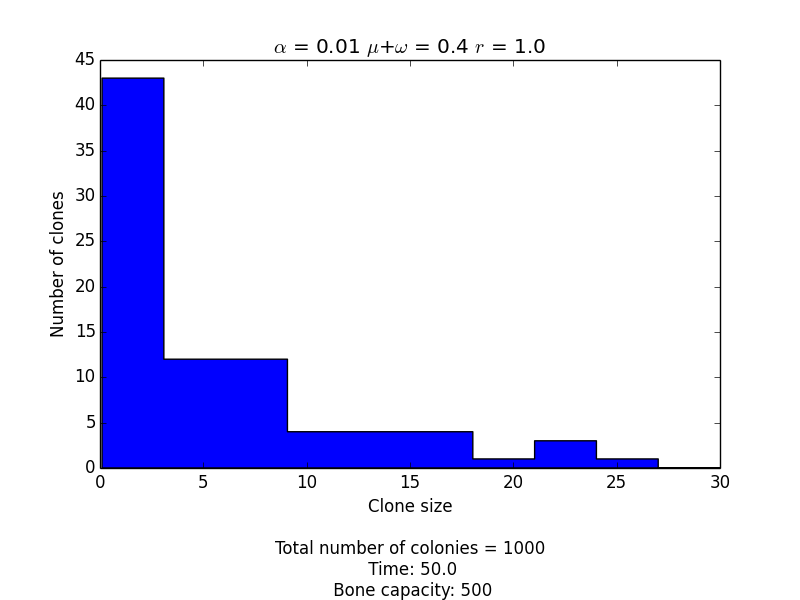 α = 0.01 μ+ω = 0.4 r = 1.0
45
40
35
30
25
20
15
10
5
0
Number of clones
0 5 10 15 20 25 30
Clone size
Total number of colonies = 1000
Time: 50.0
Bone capacity: 500